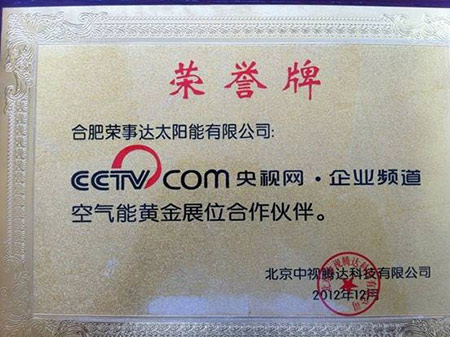 荣誉牌
合肥荣事达太阳能有限公司:
CCTV.com 央视网·企业频道
空气能黄金展位合作伙伴。
北京中视腾达科技有限公司
2012年12月